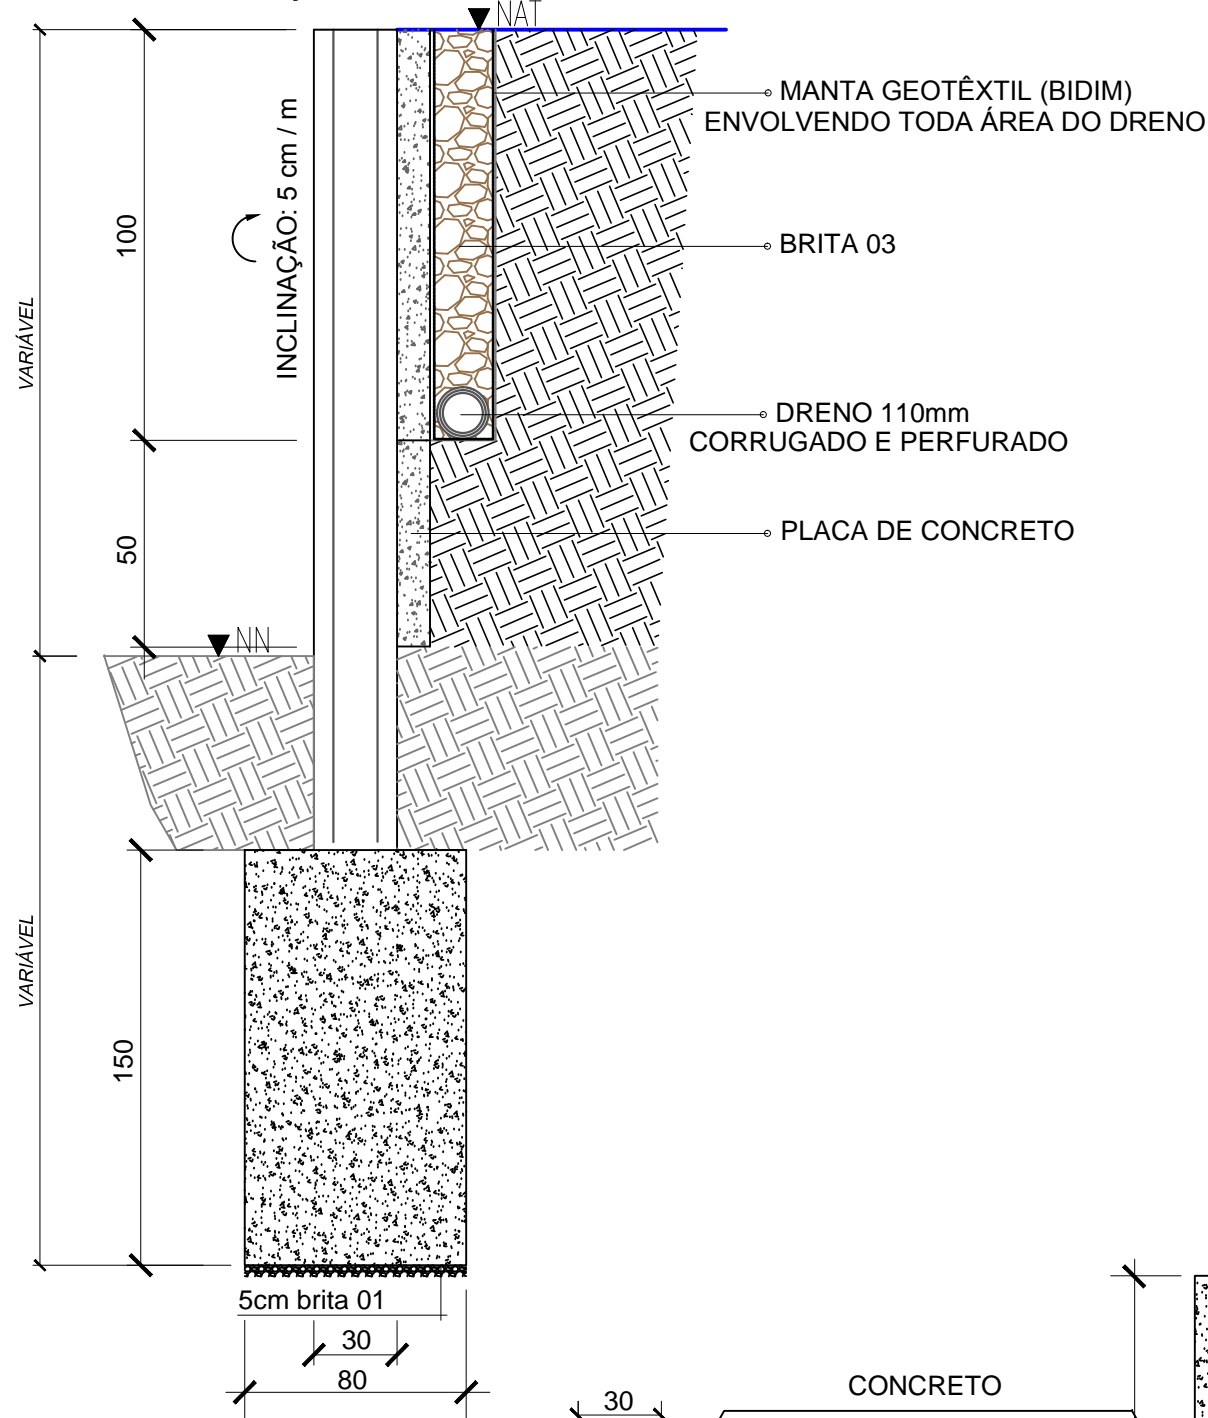 NAT
MANTA GEOTÊXTIL (BIDIM)
ENVOLVENDO TODA ÁREA DO DRENO
INCLINAÇÃO: 5 cm / m
100
BRITA 03
VARIÁVEL
DRENO 110mm
CORRUGADO E PERFURADO
PLACA DE CONCRETO
50
NN
VARIÁVEL
150
5cm brita 01
30
80
CONCRETO
30